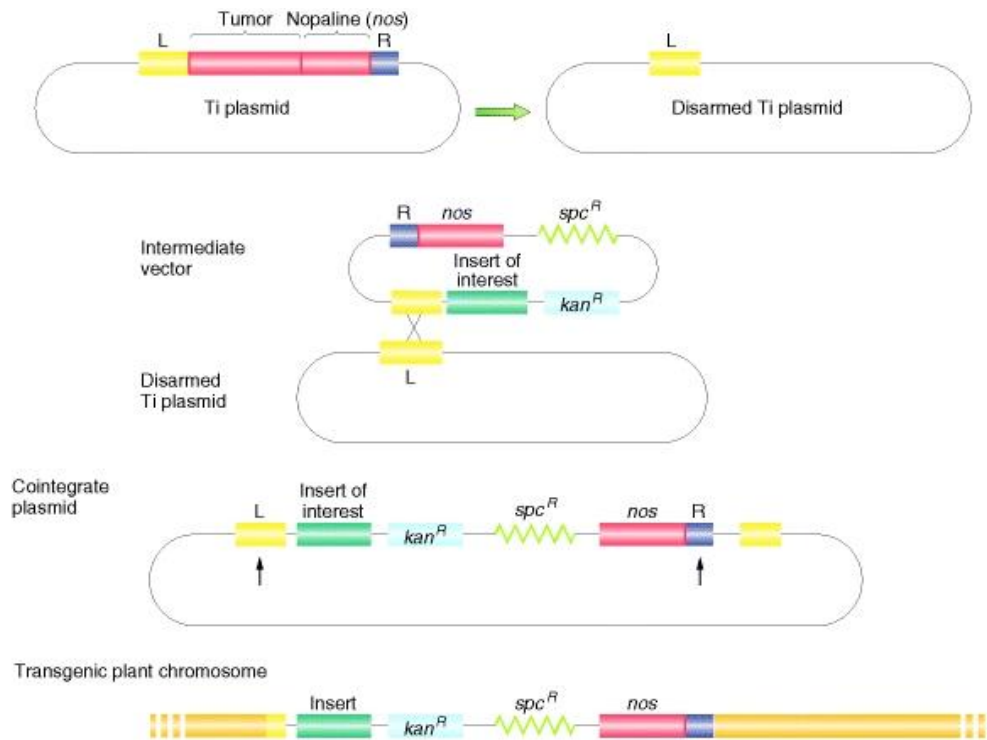 Tumor Nopaline (nos)
L R L
Ti plasmid Disarmed Ti plasmid
R nos spcR
Intermediate
vector
Insert of
interest
kanR
L
Disarmed
Ti plasmid
Cointegrate
plasmid
L Insert of
interest
kanR spcR nos R
Transgenic plant chromosome
Insert kanR spcR nos